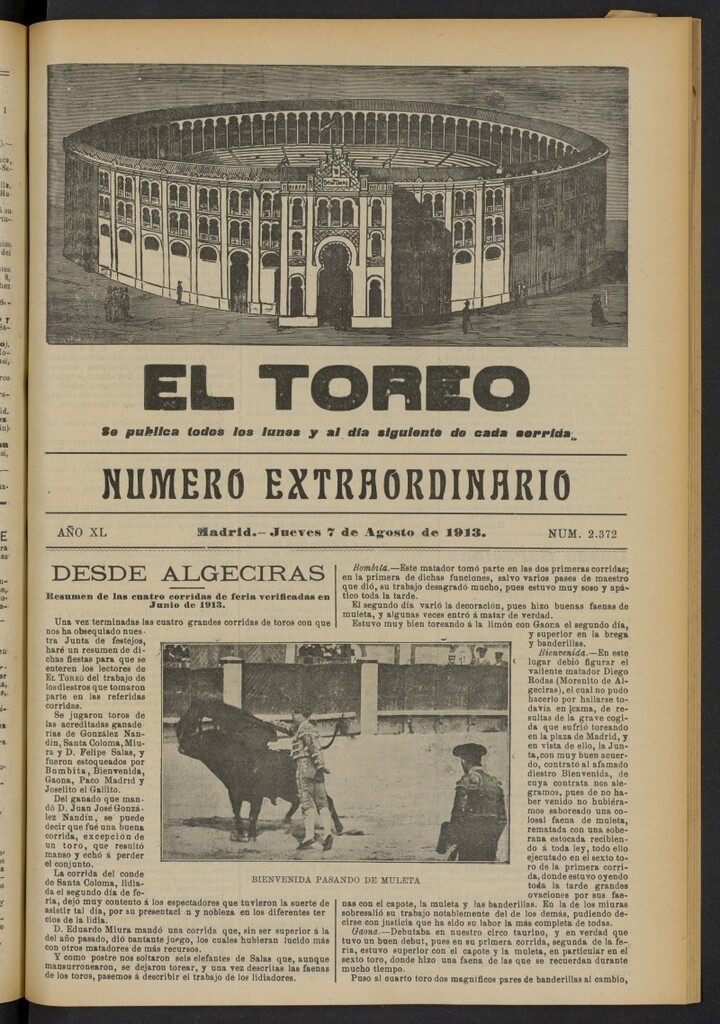 EL TOREO
Se publica todos los lunes y al dia siguiente de cada corrida.
NUMERO EXTRAORDINARIO
AÑO XL
Madrid.—Jueves 7 de Agosto de 1913.
NUM. 2.372
DESDE ALGECIRAS
Resumen de las cuatro corridas de feria verificadas en
Junio de 1913.
Una vez terminadas las cuatro grandes corridas de toros con que
nos ha obsequiado nues-
tra Junta de festejos,
haré un resumen de di-
chas fiestas para que se
enteren los lectores de
EL TOREO del trabajo de
los diestros que tomaron
parte en las referidas
corridas.
Se jugaron toros de
las acreditadas ganade-
rías de González Nan-
dín, Santa Coloma, Miu-
ra y D. Felipe Salas, y
fueron estoqueados por
Bombita, Bienvenida,
Gaona, Paco Madrid y
Joselito el Gallito.
Del ganado que man-
dó D. Juan José Gonzá-
lez Nandín, se puede
decir que fué una buena
corrida, excepción de
un toro, que resultó
manso y echó á perder
el conjunto.
La corrida del conde
de Santa Coloma, lidia-
da el segundo día de fe-
ria, dejó muy contento á los espectadores que tuvieron la suerte de
asistir tal día, por su presentaci n y nobleza en los diferentes ter
cios de la lidia.
D. Eduardo Miura mandó una corrida que, sin ser superior á la
del año pasado, dió bantante juego, los cuales hubieran lucido más
con otros matadores de más recursos.
Y como postre nos soltaron seis elefantes de Salas que, aunque
mansurronearon, se dejaron torear, y una vez descritas las faenas
de los toros, pasemos á describir el trabajo de los lidiadores.
Bombita.—Este matador tomó parte en las dos primeras corridas;
en la primera de dichas funciones, salvo varios pases de maestro
que dió, su trabajo desagradó mucho, pues estuvo muy soso y apá-
tico toda la tarde.
El segundo día varió la decoración, pues hizo buenas faenas de
muleta, y algunas veces entró á matar de verdad.
Estuvo muy bien toreando á la limón con Gaona el segundo día,
y superior en la brega
y banderillas.
Bienvenida.—En este
lugar debió figurar el
valiente matador Diego
Rodas (Morenito de Al-
geciras), el cual no pudo
hacerlo por hallarse to-
davía en cama, de re-
sultas de la grave cogi-
da que sufrió toreando
en la plaza de Madrid, y
en vista de ello, la Jun-
ta, con muy buen acuer-
do, contrató al afamado
diestro Bienvenida, de
cuya contrata nos ale-
gramos, pues de no ha-
ber venido no hubiéra-
mos saboreado una co-
losal faena de muleta,
rematada con una sobe-
rana estocada recibien-
do á toda ley, todo ello
ejecutado en el sexto to-
ro de la primera corri-
da, donde estuvo oyendo
toda la tarde grandes
ovaciones por sus fae-
nas con el capote, la muleta y las banderillas. En la de los miuras
sobresalió su trabajo notablemente del de los demás, pudiendo de-
cirse con justicia que ha sido su labor la más completa de todas.
Gaona.—Debutaba en nuestro circo taurino, y en verdad que
tuvo un buen debut, pues en su primera corrida, segunda de la fe-
ria, estuvo superior con el capote y la muleta, en particular en el
sexto toro, donde hizo una faena de las que se recuerdan durante
mucho tiempo.
Puso al cuarto toro dos magníficos pares de banderillas al cambio,
BIENVENIDA PASANDO DE MULETA